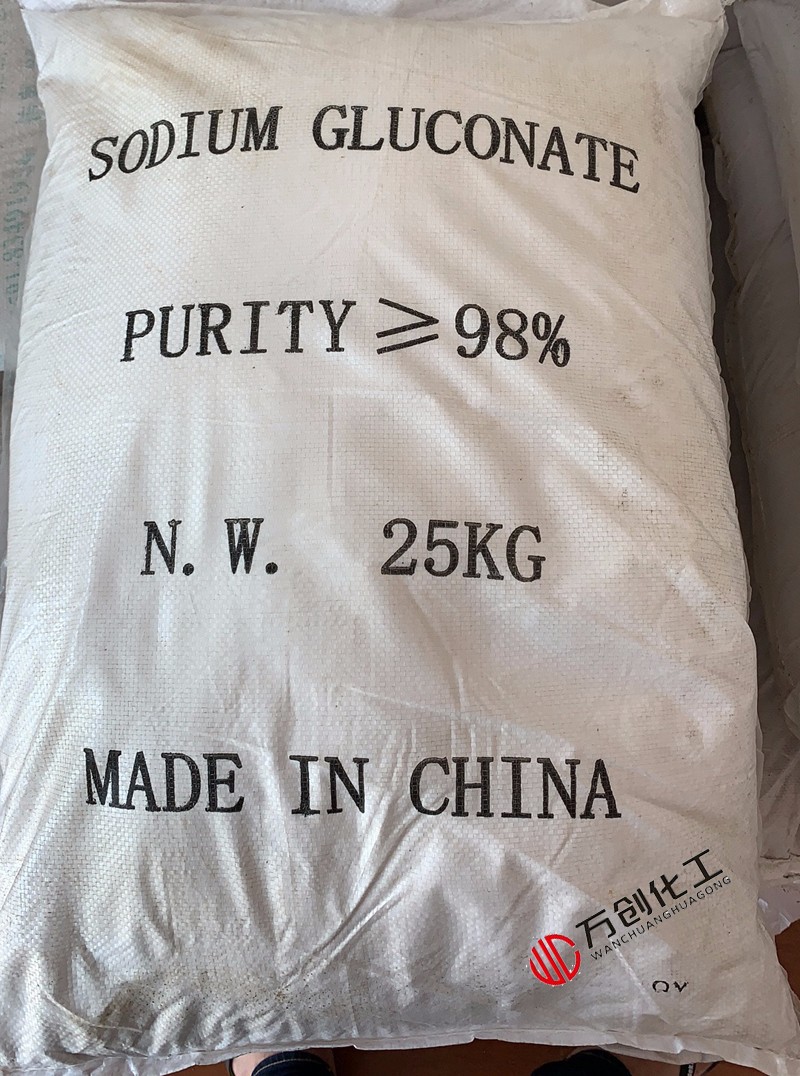 SODIUM GLUCONATE
PURITY ≥98%
N.W. 25KG
MADE IN CHINA
万创化工
WANCHUANGHUAGONG